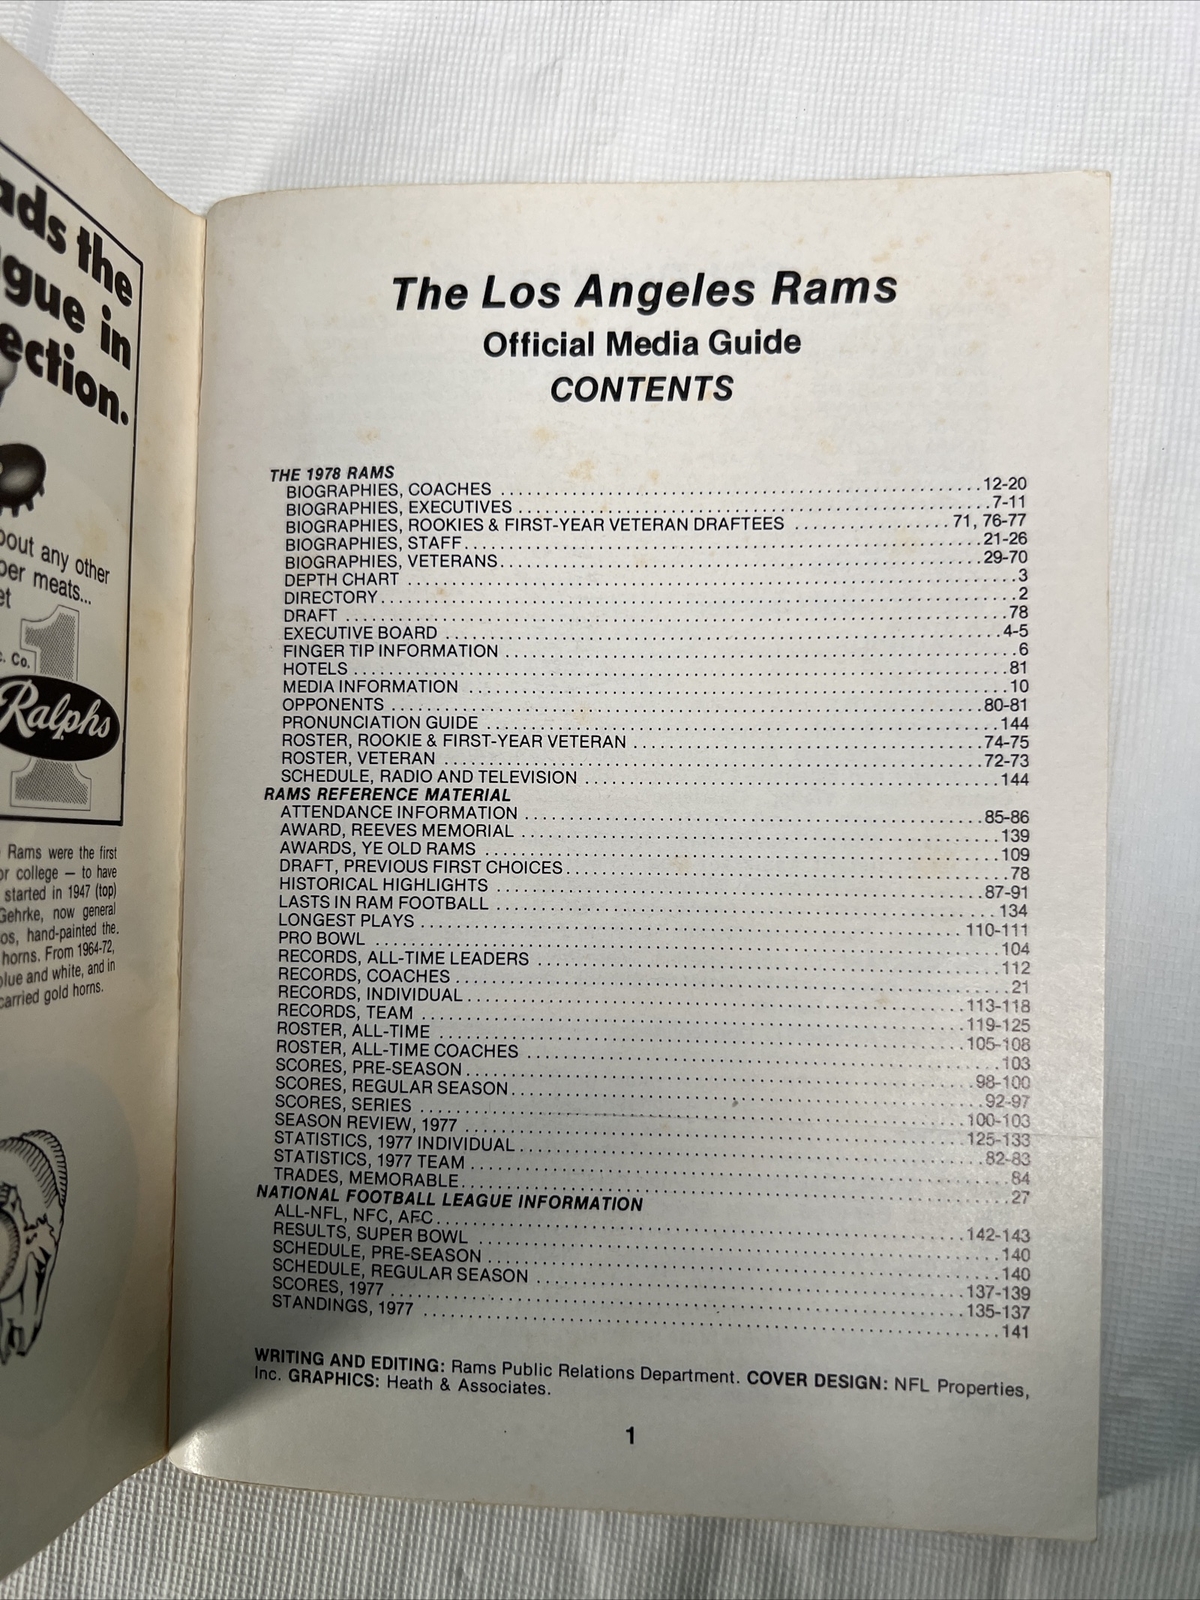 ads the
gue in
ection.
bout any other
per meats...
et
1
c. Co.
Ralphs
Rams were the first
or college — to have
started in 1947 (top)
Gehrke, now general
os, hand-painted the
horns. From 1964-72,
blue and white, and in
carried gold horns.
The Los Angeles Rams
Official Media Guide
CONTENTS
THE 1978 RAMS
BIOGRAPHIES, COACHES ... 12-20
BIOGRAPHIES, EXECUTIVES ... 7-11
BIOGRAPHIES, ROOKIES & FIRST-YEAR VETERAN DRAFTEES ... 71, 76-77
BIOGRAPHIES, STAFF ... 21-26
BIOGRAPHIES, VETERANS ... 29-70
DEPTH CHART ... 3
DIRECTORY ... 2
DRAFT ... 78
EXECUTIVE BOARD ... 4-5
FINGER TIP INFORMATION ... 6
HOTELS ... 81
MEDIA INFORMATION ... 10
OPPONENTS ... 80-81
PRONUNCIATION GUIDE ... 144
ROSTER, ROOKIE & FIRST-YEAR VETERAN ... 74-75
ROSTER, VETERAN ... 72-73
SCHEDULE, RADIO AND TELEVISION ... 144
RAMS REFERENCE MATERIAL
ATTENDANCE INFORMATION ... 85-86
AWARD, REEVES MEMORIAL ... 139
AWARDS, YE OLD RAMS ... 109
DRAFT, PREVIOUS FIRST CHOICES ... 78
HISTORICAL HIGHLIGHTS ... 87-91
LASTS IN RAM FOOTBALL ... 134
LONGEST PLAYS ... 110-111
PRO BOWL ... 104
RECORDS, ALL-TIME LEADERS ... 112
RECORDS, COACHES ... 21
RECORDS, INDIVIDUAL ... 113-118
RECORDS, TEAM ... 119-125
ROSTER, ALL-TIME ... 105-108
ROSTER, ALL-TIME COACHES ... 103
SCORES, PRE-SEASON ... 98-100
SCORES, REGULAR SEASON ... 92-97
SCORES, SERIES ... 100-103
SEASON REVIEW, 1977 ... 125-133
STATISTICS, 1977 INDIVIDUAL ... 82-83
STATISTICS, 1977 TEAM ... 84
TRADES, MEMORABLE ... 27
NATIONAL FOOTBALL LEAGUE INFORMATION
ALL-NFL, NFC, AFC ... 142-143
RESULTS, SUPER BOWL ... 140
SCHEDULE, PRE-SEASON ... 140
SCHEDULE, REGULAR SEASON ... 137-139
SCORES, 1977 ... 135-137
STANDINGS, 1977 ... 141
WRITING AND EDITING: Rams Public Relations Department. COVER DESIGN: NFL Properties,
Inc. GRAPHICS: Heath & Associates.
1